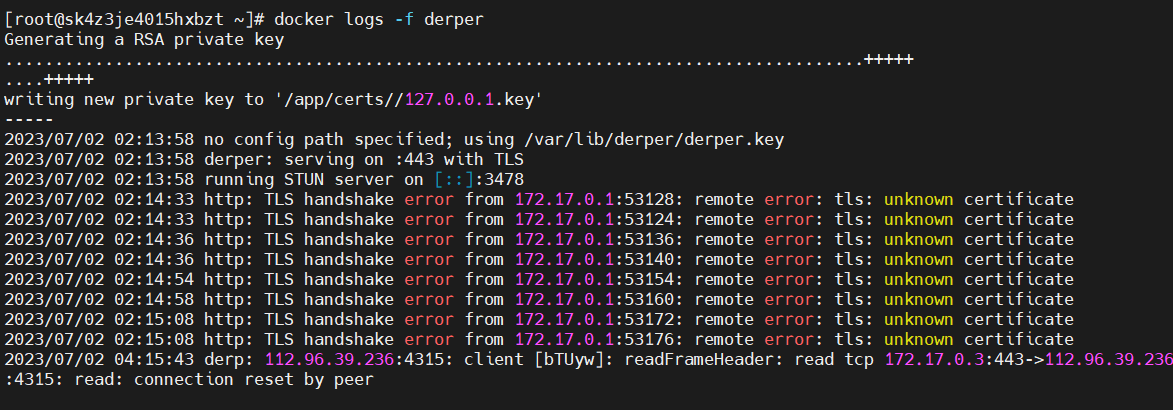 [root@sk4z3je4015hxbzt ~]# docker logs -f derper
Generating a RSA private key
......................................................................................+++++
....+++++
writing new private key to '/app/certs//127.0.0.1.key'
-----
2023/07/02 02:13:58 no config path specified; using /var/lib/derper/derper.key
2023/07/02 02:13:58 derper: serving on :443 with TLS
2023/07/02 02:13:58 running STUN server on [::]:3478
2023/07/02 02:14:33 http: TLS handshake error from 172.17.0.1:53128: remote error: tls: unknown certificate
2023/07/02 02:14:33 http: TLS handshake error from 172.17.0.1:53124: remote error: tls: unknown certificate
2023/07/02 02:14:36 http: TLS handshake error from 172.17.0.1:53136: remote error: tls: unknown certificate
2023/07/02 02:14:36 http: TLS handshake error from 172.17.0.1:53140: remote error: tls: unknown certificate
2023/07/02 02:14:54 http: TLS handshake error from 172.17.0.1:53154: remote error: tls: unknown certificate
2023/07/02 02:14:58 http: TLS handshake error from 172.17.0.1:53160: remote error: tls: unknown certificate
2023/07/02 02:15:08 http: TLS handshake error from 172.17.0.1:53172: remote error: tls: unknown certificate
2023/07/02 02:15:08 http: TLS handshake error from 172.17.0.1:53176: remote error: tls: unknown certificate
2023/07/02 04:15:43 derp: 112.96.39.236:4315: client [bTUyw]: readFrameHeader: read tcp 172.17.0.3:443->112.96.39.236
:4315: read: connection reset by peer